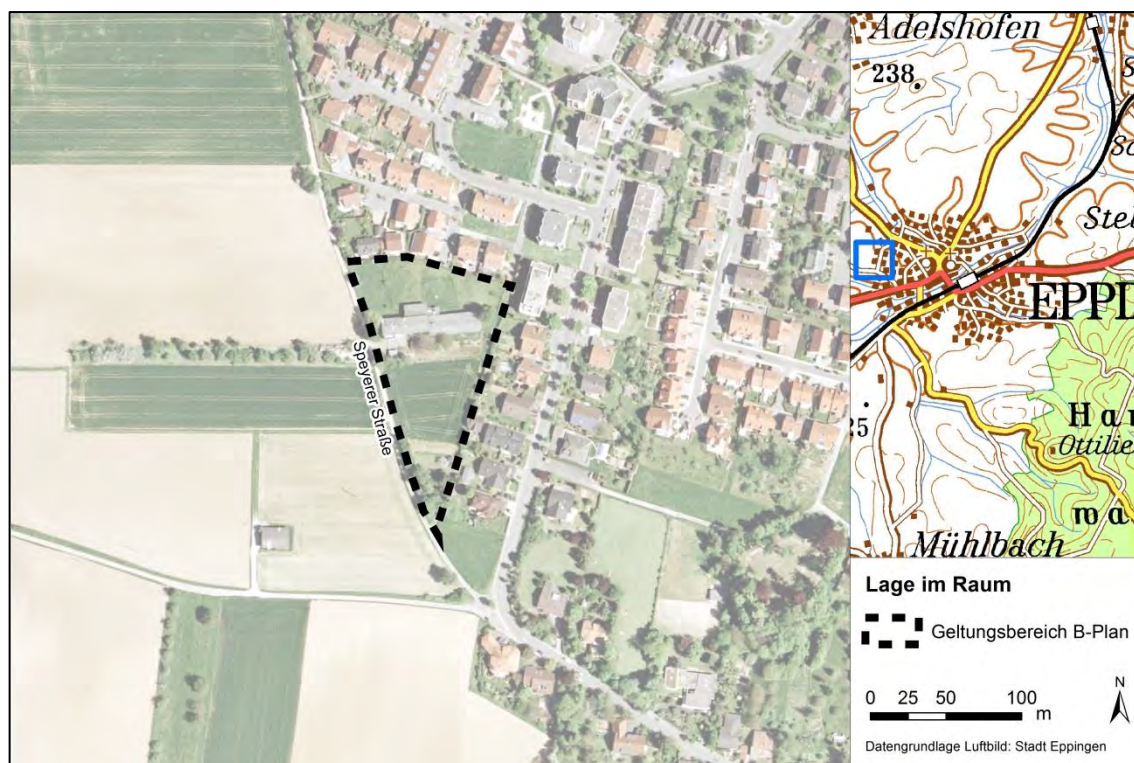 Speyerer Straße
Adelshofen
238
EPPI
Mühlbach
Ottilie
Lage im Raum
Geltungsbereich B-Plan
0 25 50 100
m
N
Datengrundlage Luftbild: Stadt Eppingen